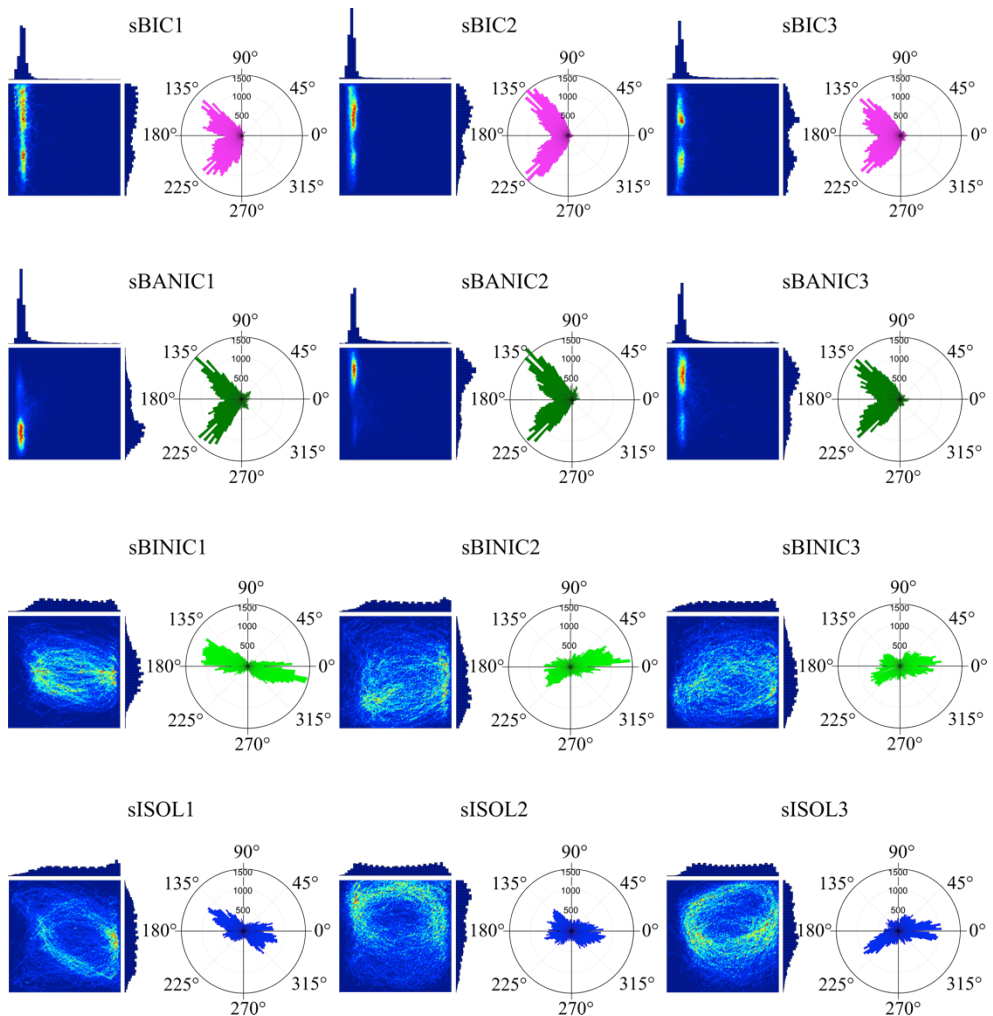 sBIC1 sBIC2 sBIC3
90° 90° 90°
135° 1500 45° 135° 1500 45° 135° 1500 45°
1000 1000 1000
500 500 500
180° 0° 180° 0° 180° 0°
225° 315° 225° 315° 225° 315°
270° 270° 270°
sBANIC1 sBANIC2 sBANIC3
90° 90° 90°
135° 1500 45° 135° 1500 45° 135° 1500 45°
1000 1000 1000
500 500 500
180° 0° 180° 0° 180° 0°
225° 315° 225° 315° 225° 315°
270° 270° 270°
sBINIC1 sBINIC2 sBINIC3
90° 90° 90°
135° 1500 45° 135° 1500 45° 135° 1500 45°
1000 1000 1000
500 500 500
180° 0° 180° 0° 180° 0°
225° 315° 225° 315° 225° 315°
270° 270° 270°
sISOL1 sISOL2 sISOL3
90° 90° 90°
135° 1500 45° 135° 1500 45° 135° 1500 45°
1000 1000 1000
500 500 500
180° 0° 180° 0° 180° 0°
225° 315° 225° 315° 225° 315°
270° 270° 270°